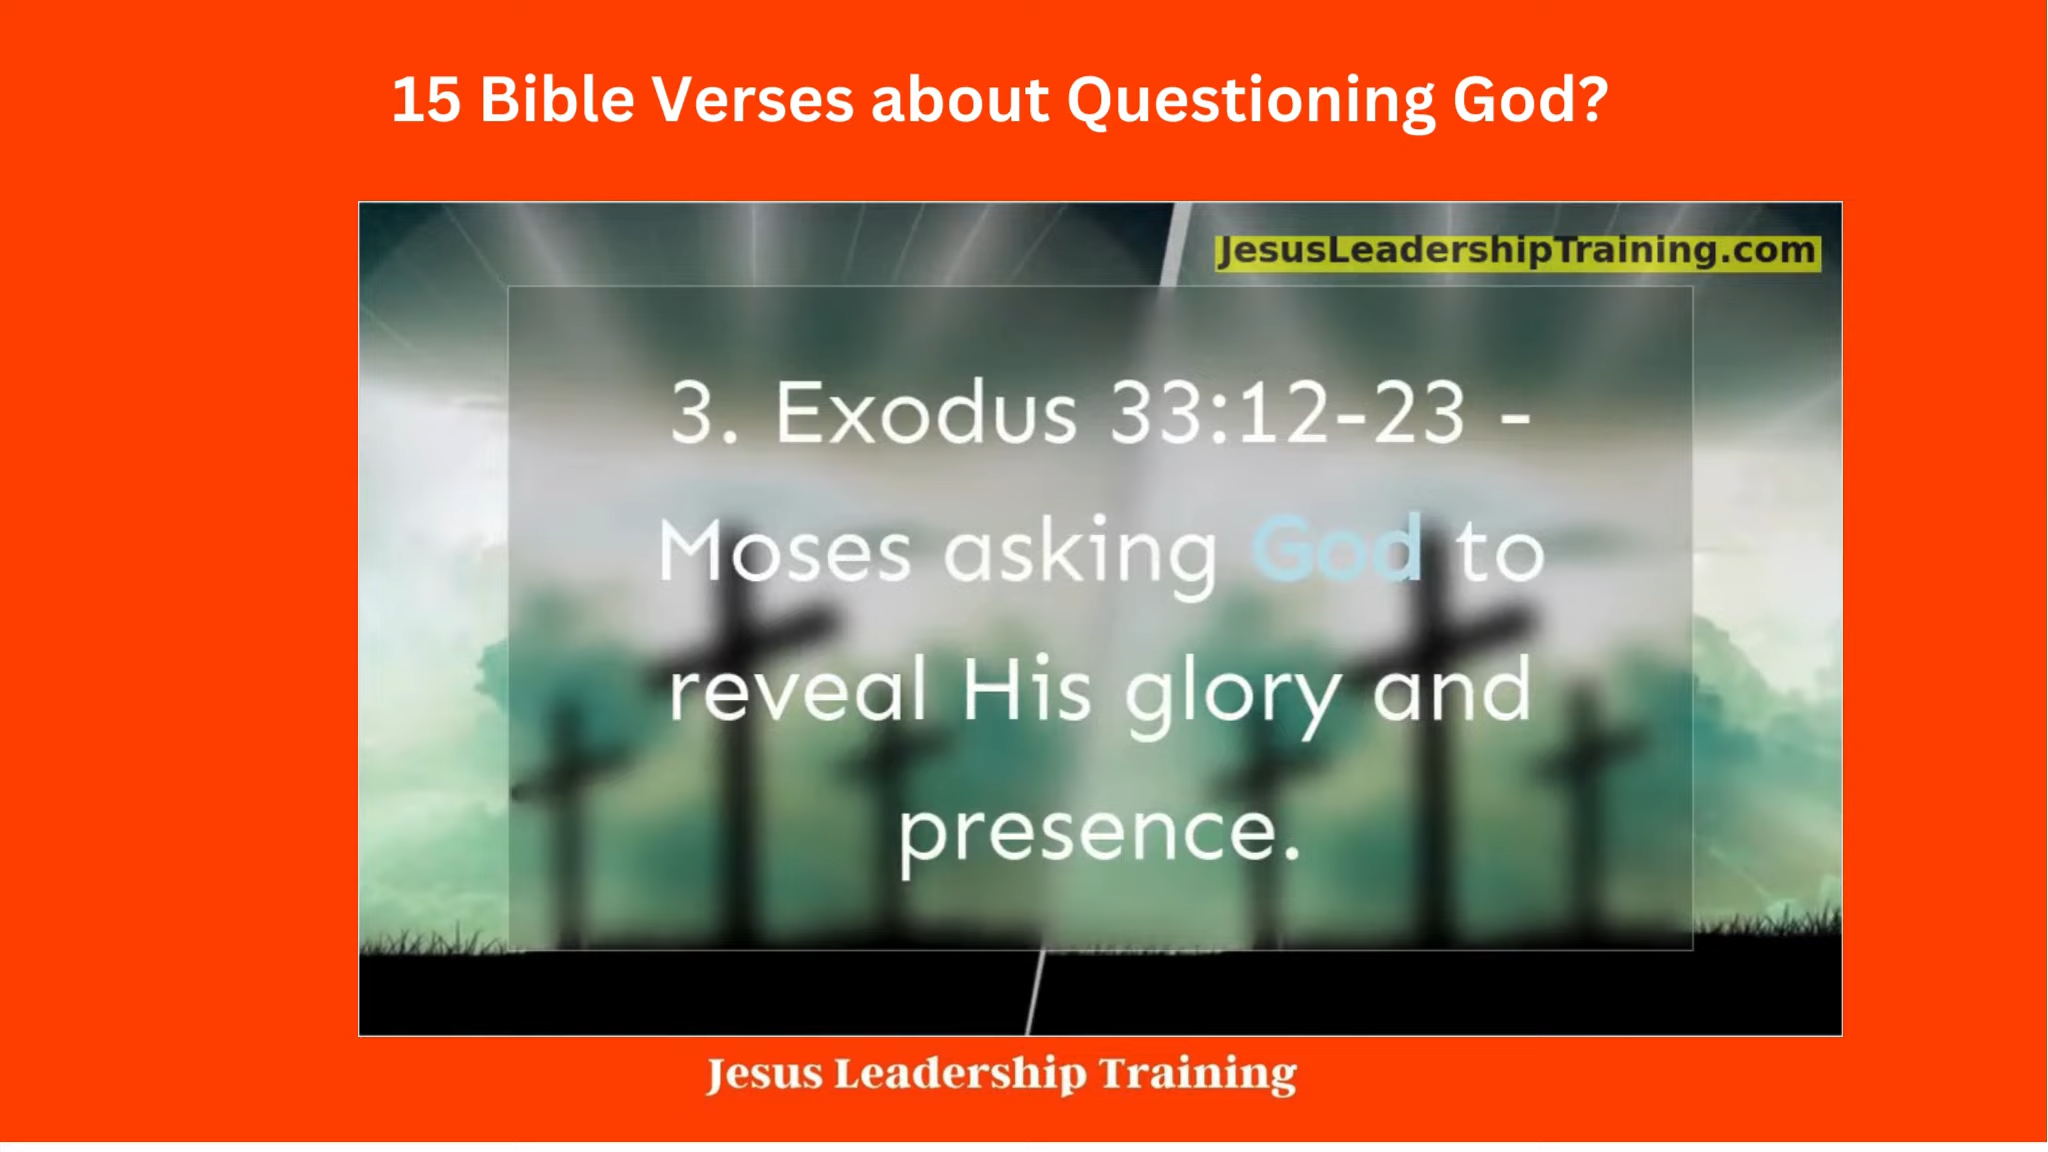 15 Bible Verses about Questioning God?
JesusLeadershipTraining.com
3. Exodus 33:12-23 -
Moses asking God to
reveal His glory and
presence.
Jesus Leadership Training